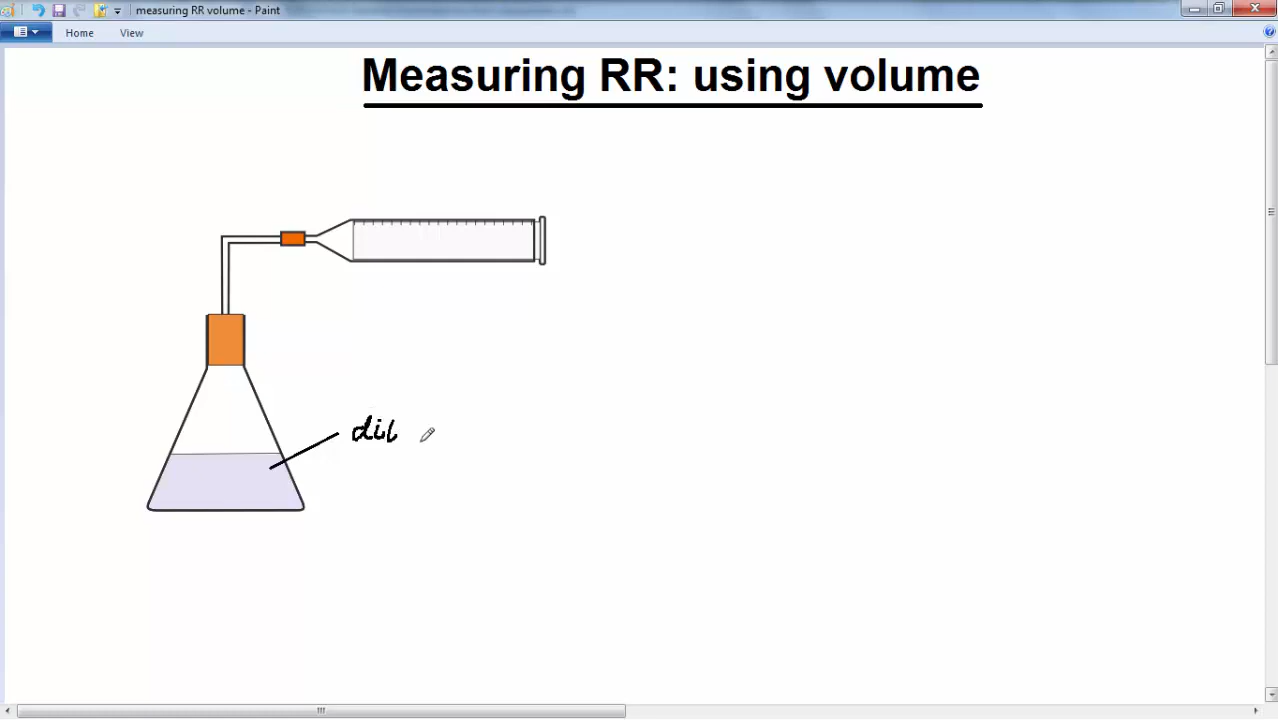 measuring RR volume - Paint
Home View
Measuring RR: using volume
dil